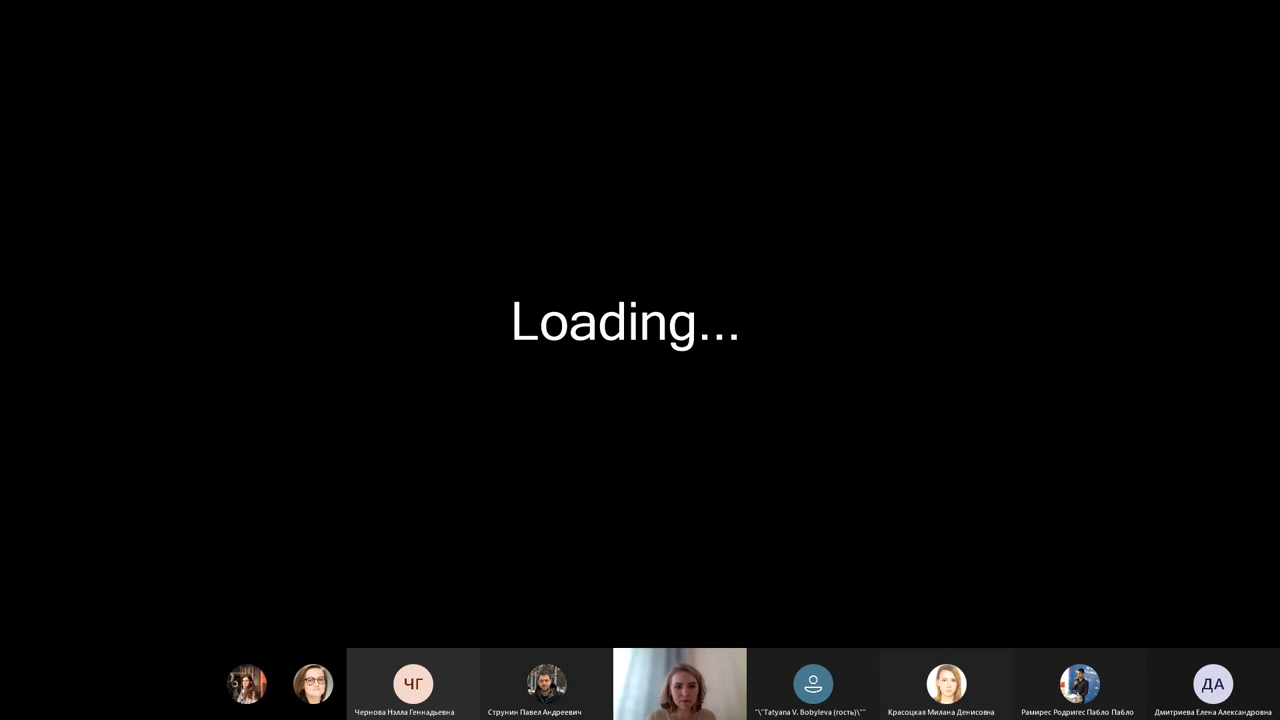 Loading...
ЧГ
ДА
Чернова Нэлла Геннадьевна
Струнин Павел Андреевич
"\"Tatyana V. Bobyleva (гость)\""
Красоцкая Милана Денисовна
Рамирес Родригес Пабло Пабло
Дмитриева Елена Александровна